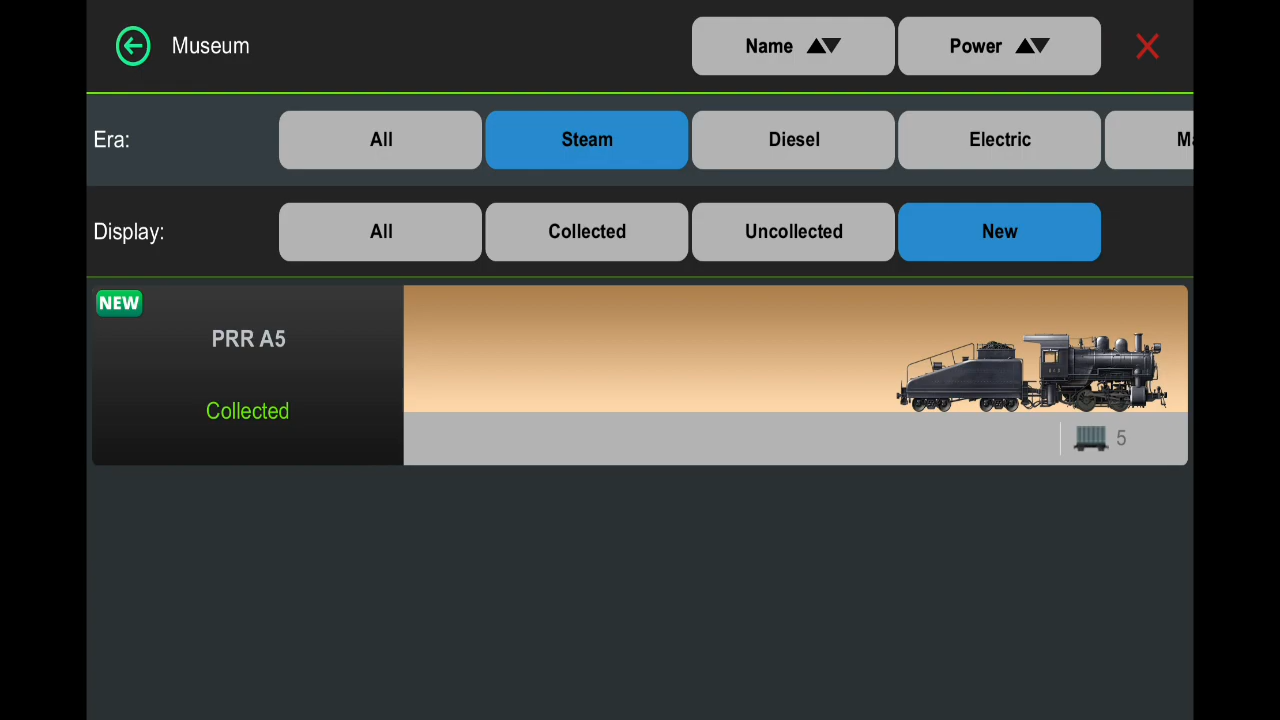 Museum
Name
Power
Era:
All
Steam
Diesel
Electric
Display:
All
Collected
Uncollected
New
NEW
PRR A5
Collected
5